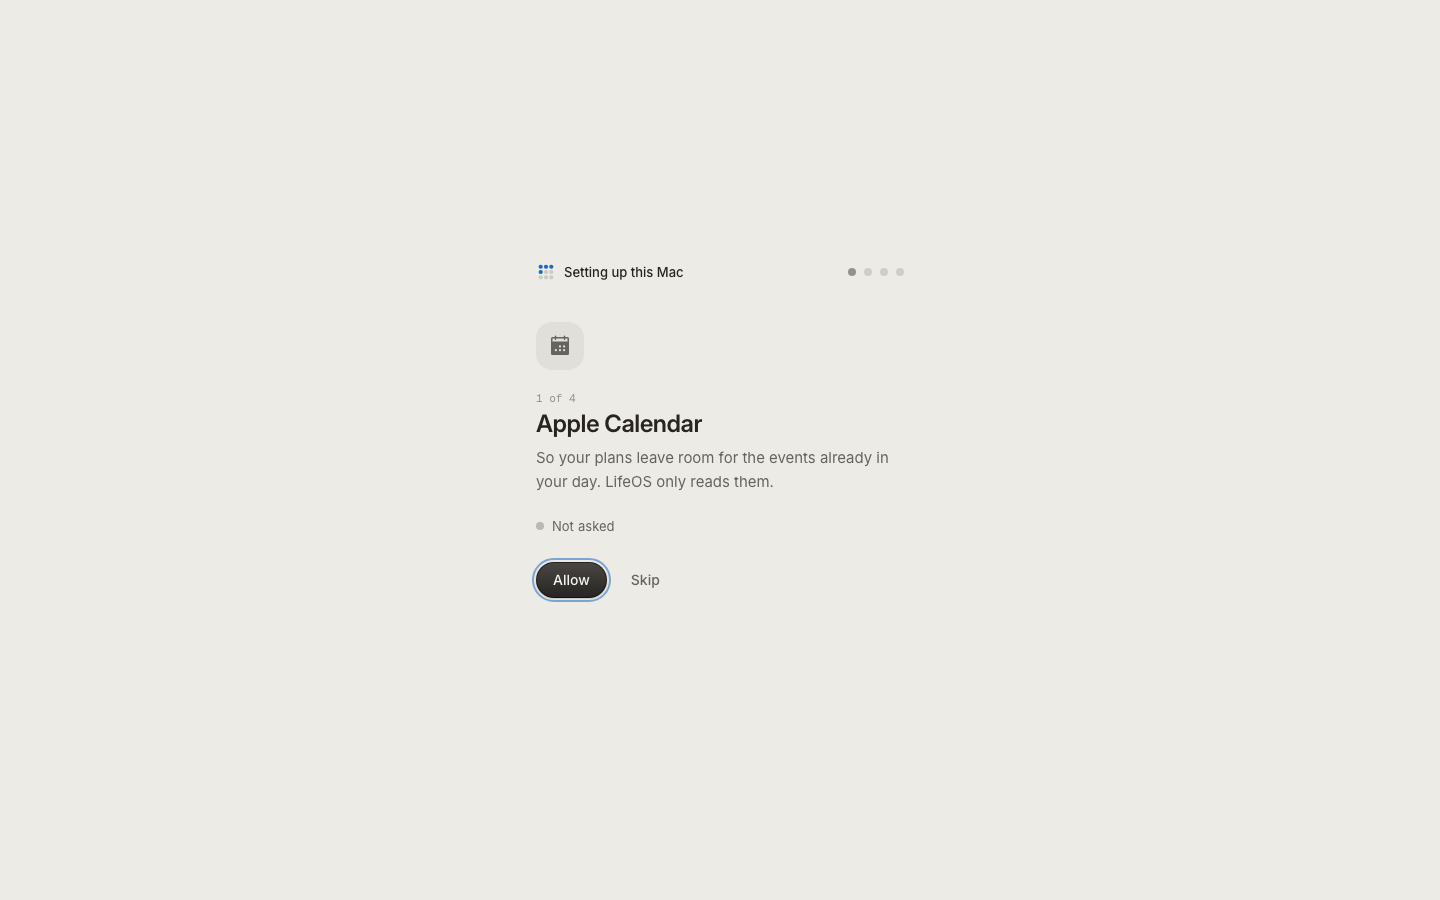 Setting up this Mac
1 of 4
Apple Calendar
So your plans leave room for the events already in
your day. LifeOS only reads them.
Not asked
Allow
Skip